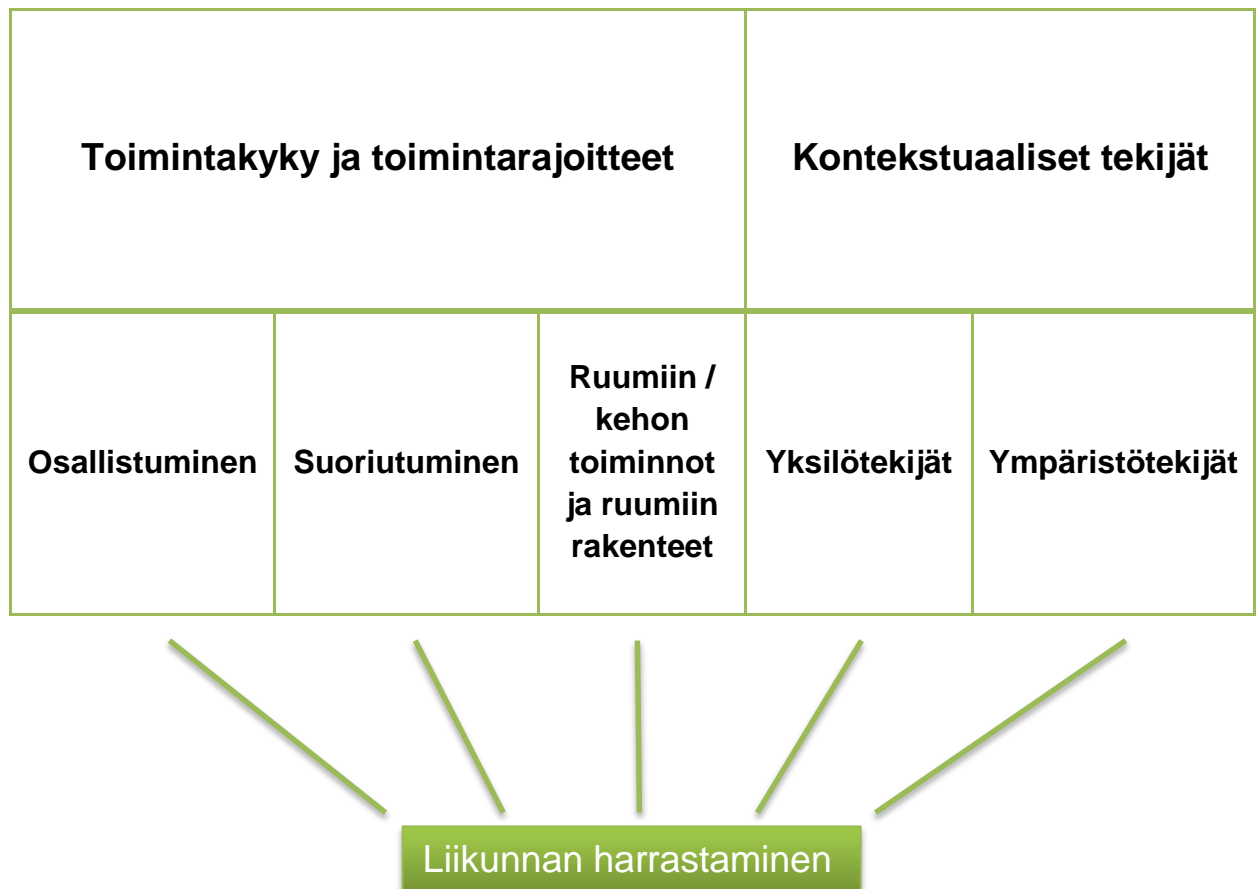 Toimintakyky ja toimintarajoitteet
Kontekstuaaliset tekijät
Osallistuminen
Suoriutuminen
Ruumiin /
kehon
toiminnot
ja ruumiin
rakenteet
Yksilötekijät
Ympäristötekijät
Liikunnan harrastaminen